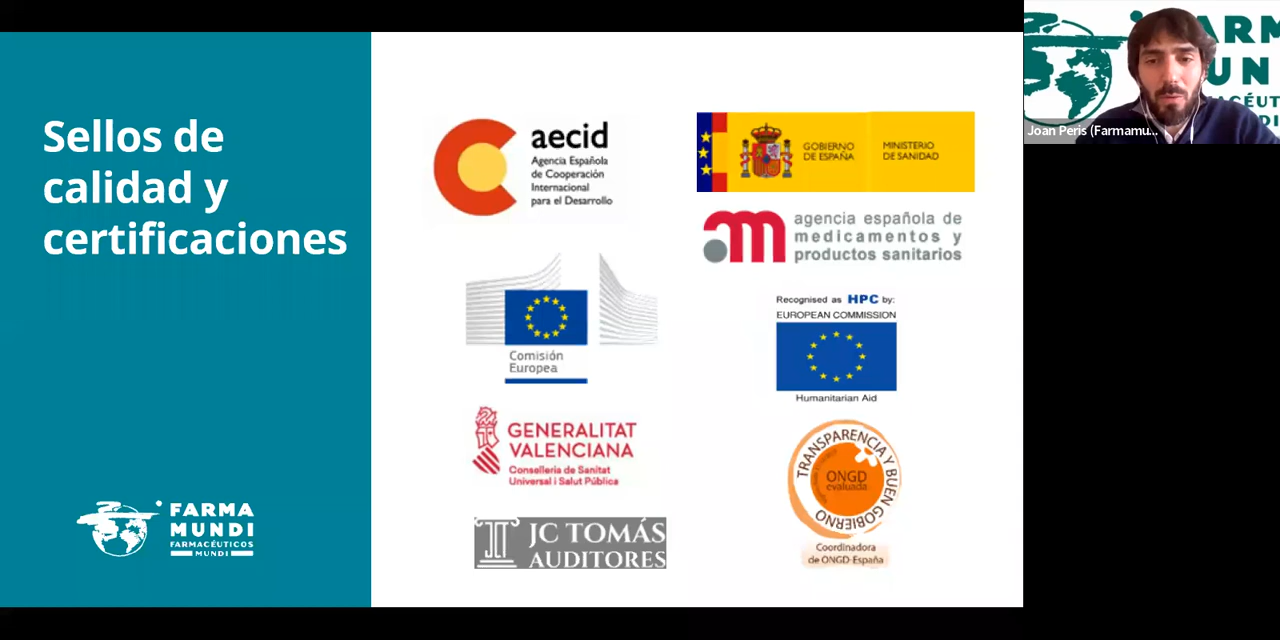 Sellos de
calidad y
certificaciones
FARMA
MUNDI
FARMACÉUTICOS
MUNDI
aecid
Agencia Española
de Cooperación
Internacional
para el Desarrollo
GOBIERNO
DE ESPAÑA
MINISTERIO
DE SANIDAD
agencia española de
medicamentos y
productos sanitarios
Comisión
Europea
Recognised as HPC by:
EUROPEAN COMMISSION
Humanitarian Aid
GENERALITAT
VALENCIANA
Conselleria de Sanitat
Universal i Salut Pública
TRANSPARENCIA Y BUEN GOBIERNO
ONGD
evaluada
Coordinadora
de ONGD-España
JC TOMÁS
AUDITORES
Joan Peris (Farmamu...